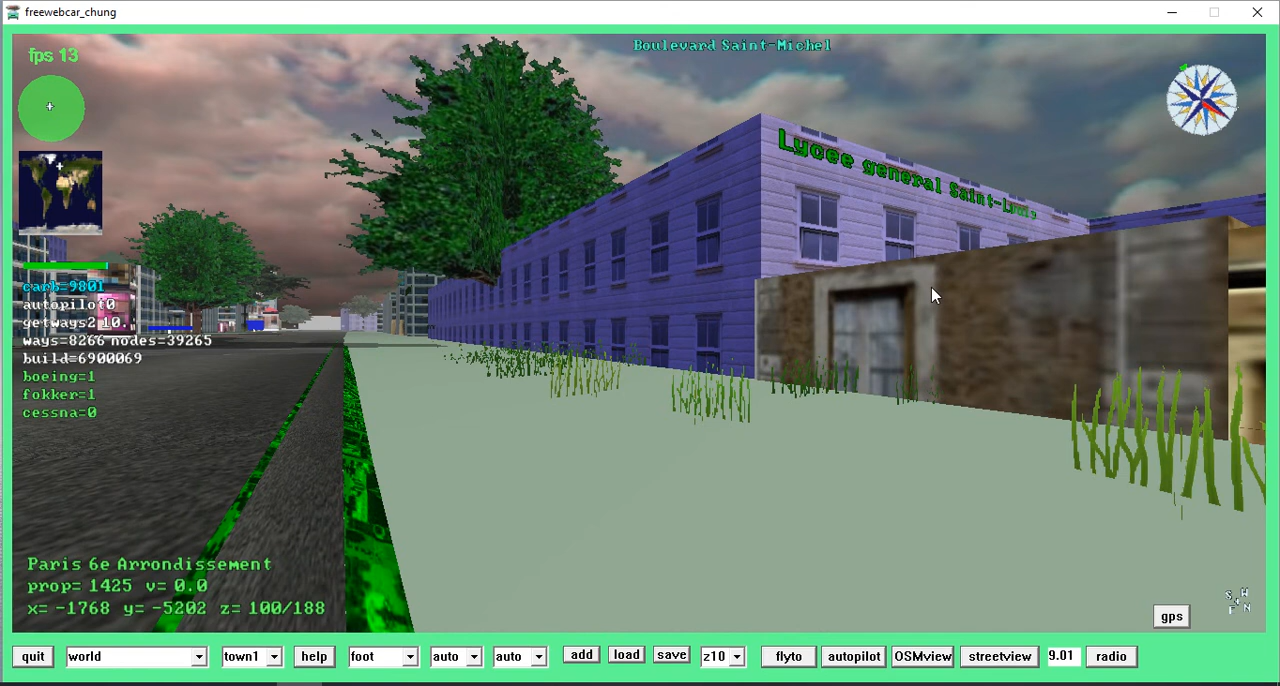 freewebcar_chung
fps 13
Boulevard Saint-Michel
Lycee general Saint-Louis
carb=9801
autopilot0
getways2 10.
ways=8266 nodes=39265
build=6900069
boeing=1
fokker=1
cessna=0
Paris 6e Arrondissement
prop= 1425 v= 0.0
x= -1768 y= -5202 z= 100/188
S W
E N
gps
quit world town1 help foot auto auto add load save z10 flyto autopilot OSMview streetview 9.01 radio